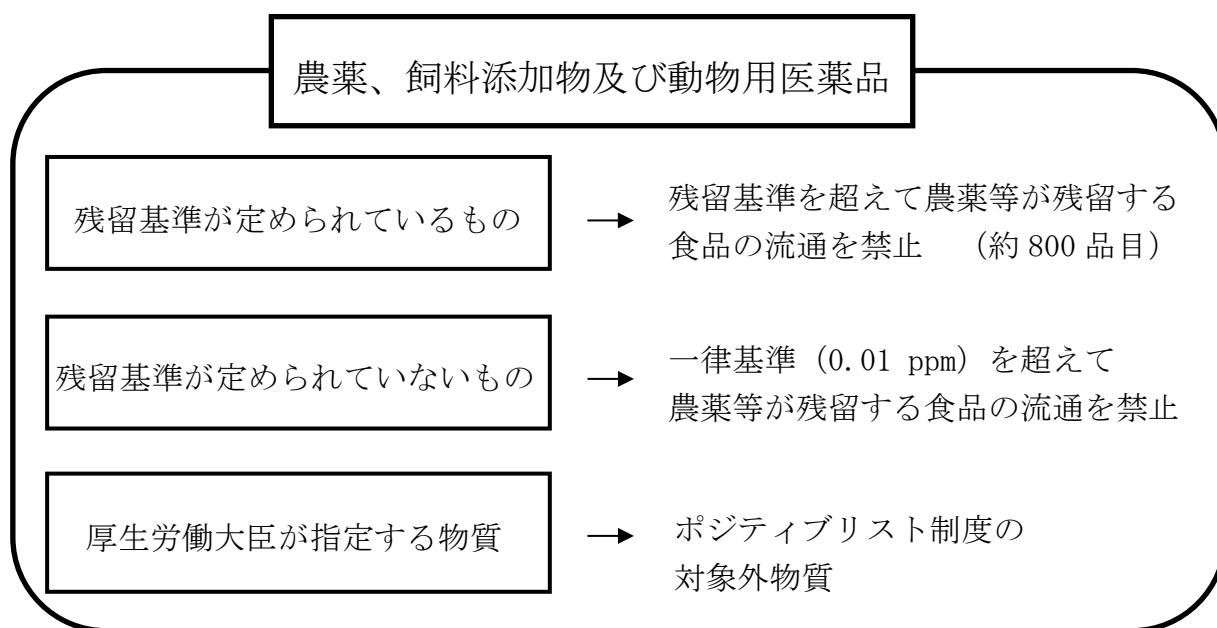 農薬、飼料添加物及び動物用医薬品
残留基準が定められているもの
残留基準を超えて農薬等が残留する
食品の流通を禁止 （約 800 品目）
残留基準が定められていないもの
一律基準（0.01 ppm）を超えて
農薬等が残留する食品の流通を禁止
厚生労働大臣が指定する物質
ポジティブリスト制度の
対象外物質